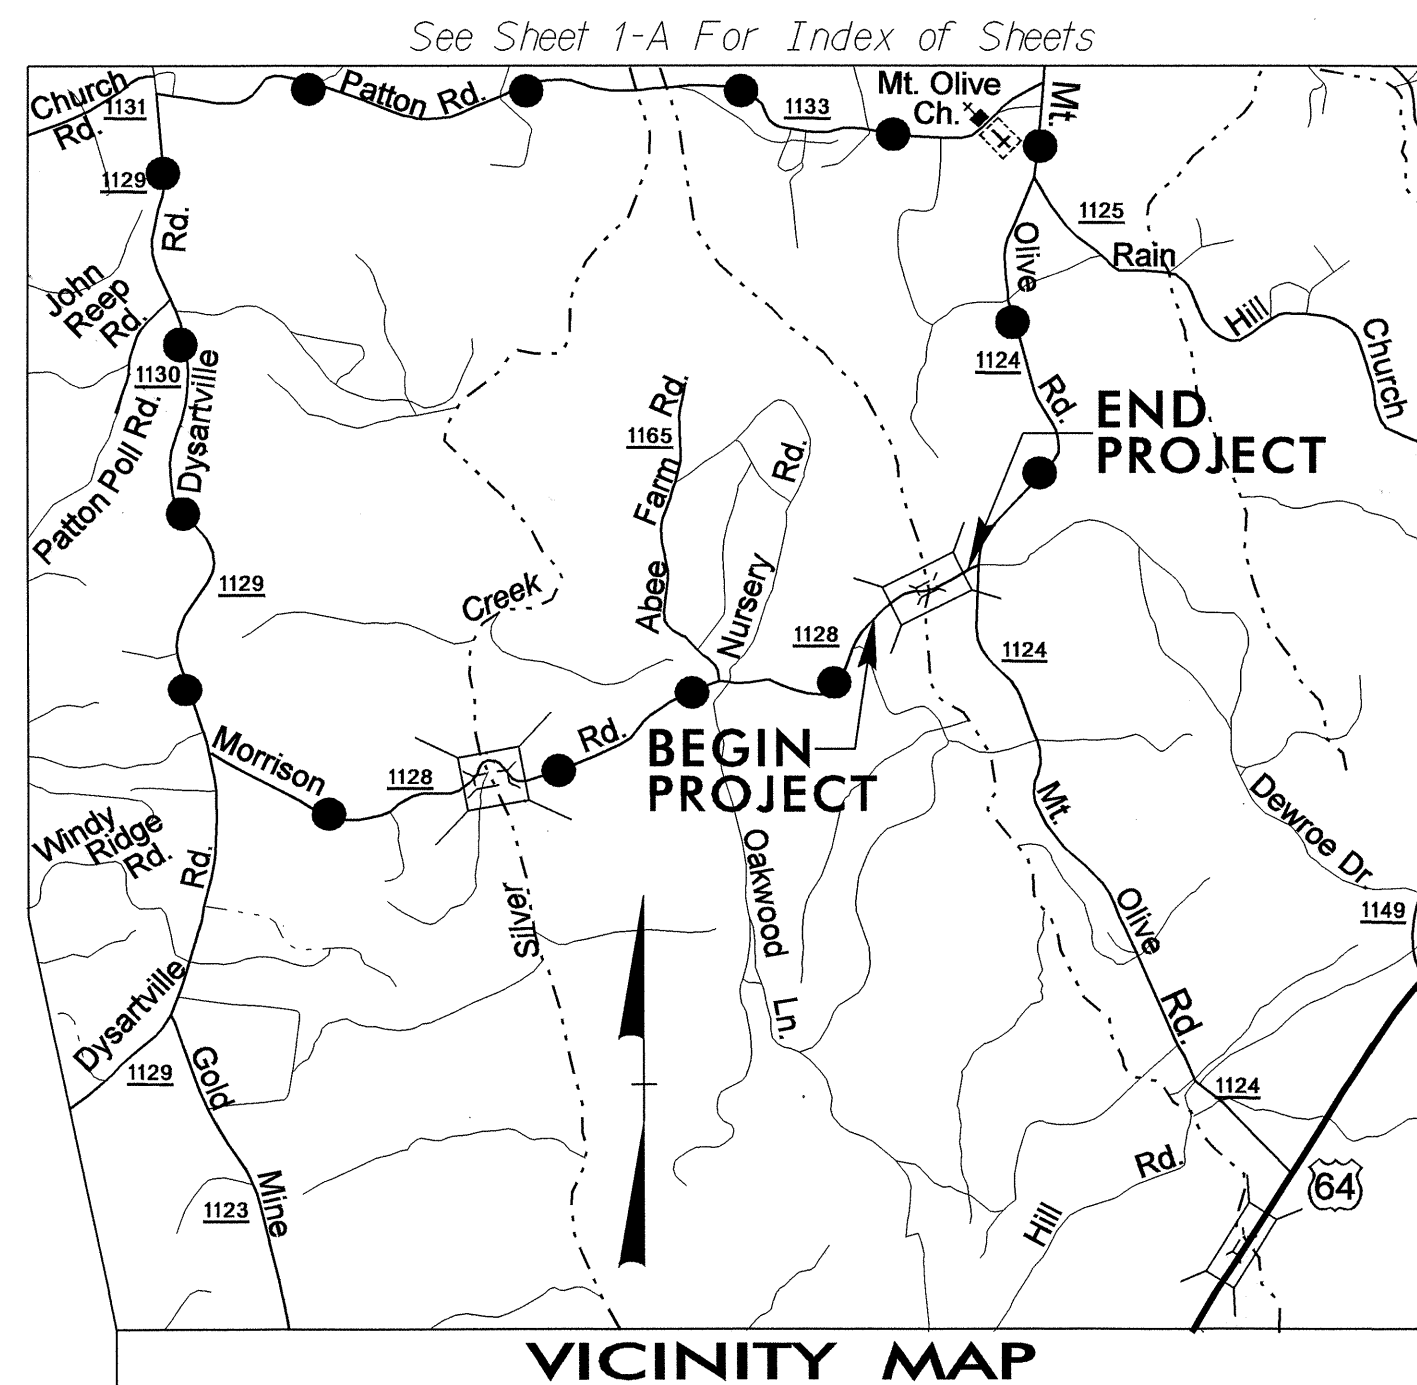 See Sheet 1-A For Index of Sheets
Church
Rd.
1131
Patton Rd.
1133
Mt. Olive
Ch.
Mt.
Olive
Rd.
1129
Rd.
Dysartville
1125
Rain
Hill
Church
John
Reep
Rd.
1130
Patton Poll Rd.
1124
END
PROJECT
1165
Abee Farm Rd.
Nursery Rd.
1129
Creek
1128
1124
Morrison
1128
Rd.
BEGIN
PROJECT
Windy
Ridge
Rd.
Rd.
Mt.
Olive
Rd.
Dewroe Dr.
1149
Silver
Oakwood Ln.
Dysartville
1129
Gold
Mine
1123
1124
Hill Rd.
64
VICINITY MAP